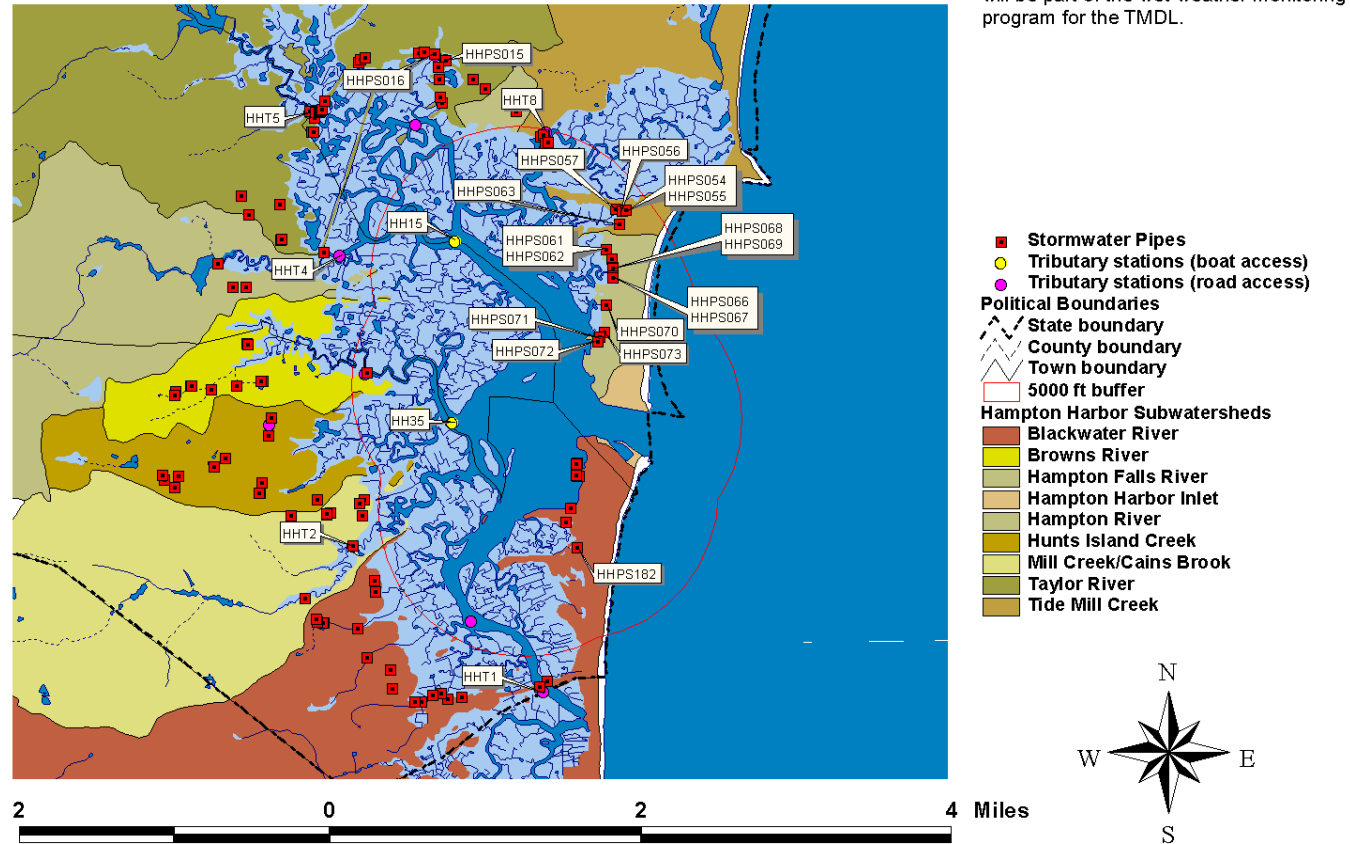 will be part of the wet weather monitoring
program for the TMDL.
HHPS015
HHPS016
HHT8
HHT5
HHPS057
HHPS056
HHPS054
HHPS055
HHPS063
HH15
HHPS068
HHPS069
HHPS061
HHPS062
HHT4
HHPS066
HHPS067
HHPS071
HHPS070
HHPS072
HHPS073
HH35
HHT2
HHPS182
HHT1
Stormwater Pipes
Tributary stations (boat access)
Tributary stations (road access)
Political Boundaries
State boundary
County boundary
Town boundary
5000 ft buffer
Hampton Harbor Subwatersheds
Blackwater River
Browns River
Hampton Falls River
Hampton Harbor Inlet
Hampton River
Hunts Island Creek
Mill Creek/Cains Brook
Taylor River
Tide Mill Creek
N
W E
S
2 0 2 4 Miles